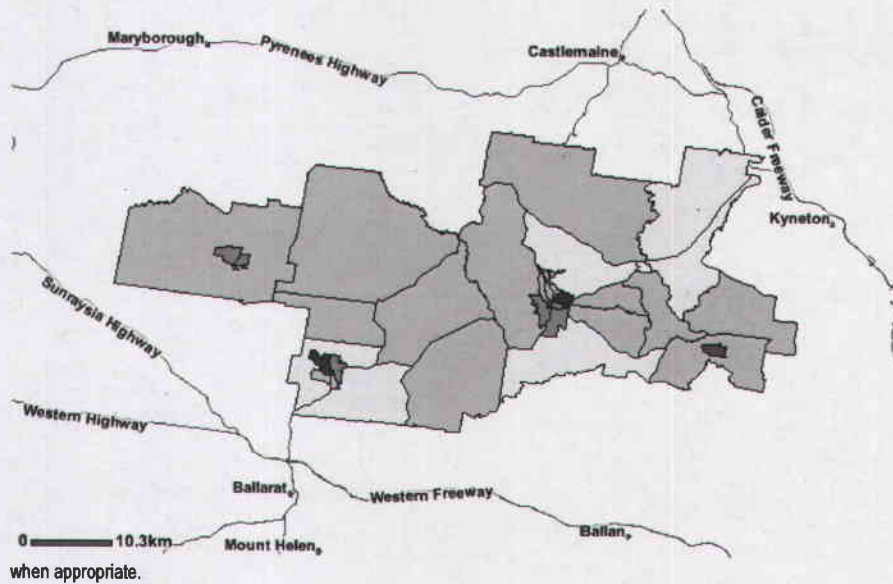 Maryborough
Pyrenees Highway
Castlemaine
Calder Freeway
Kyneton
Sunraysia Highway
Western Highway
Ballarat
Western Freeway
Ballan
0 10.3km
Mount Helen
when appropriate.